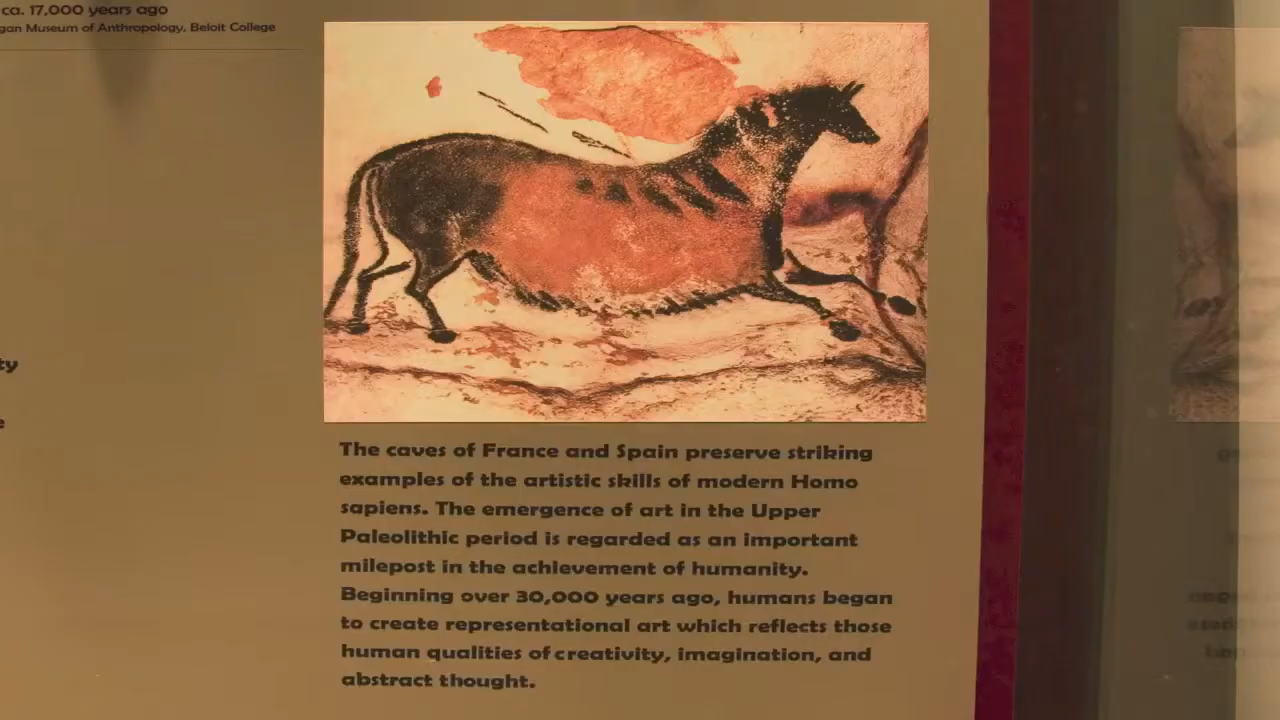 ca. 17,000 years ago
Museum of Anthropology, Beloit College
The caves of France and Spain preserve striking
examples of the artistic skills of modern Homo
sapiens. The emergence of art in the Upper
Paleolithic period is regarded as an important
milepost in the achievement of humanity.
Beginning over 30,000 years ago, humans began
to create representational art which reflects those
human qualities of creativity, imagination, and
abstract thought.